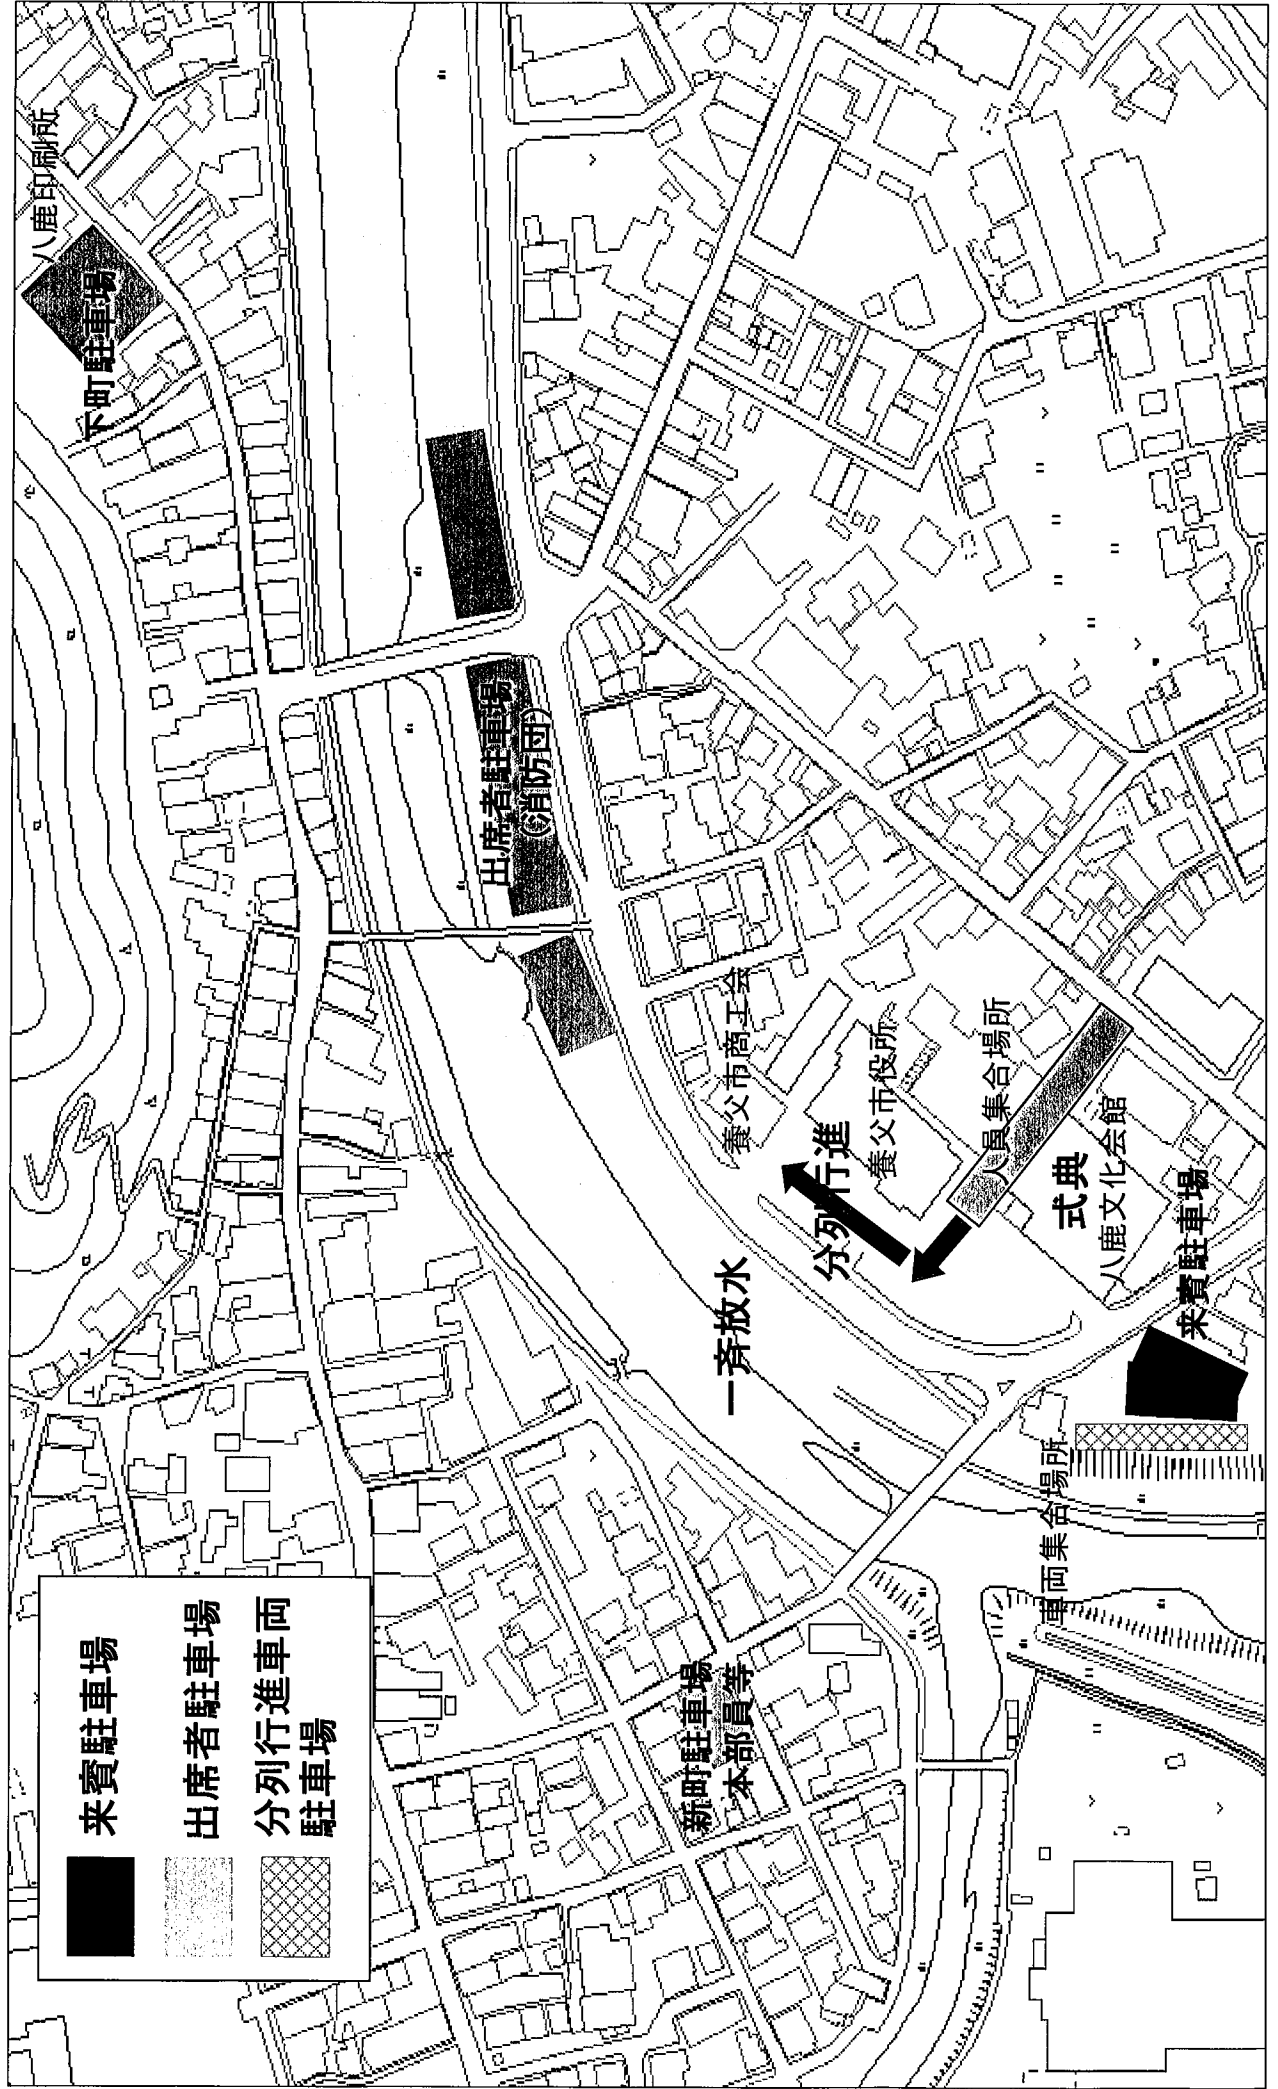 来賓駐車場
出席者駐車場
分列行進車両
駐車場
八鹿印刷所
下町駐車場
出席者駐車場
(消防団)
新町駐車場
本部員等
一斉放水
養父市商工会
分列行進
養父市役所
人員集合場所
車両集合場所
式典
八鹿文化会館
来賓駐車場